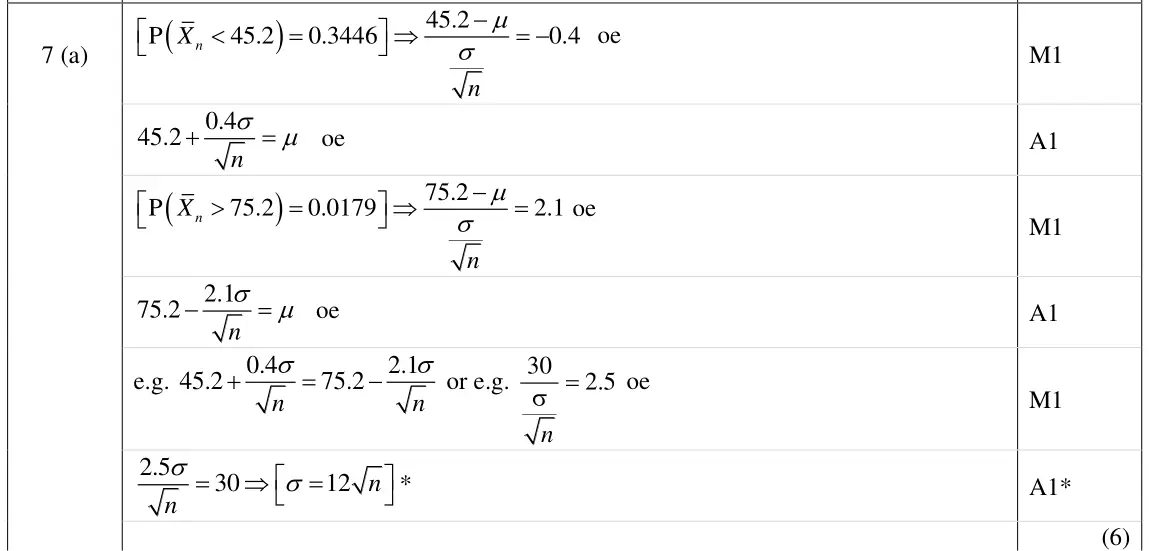 7 (a) [P(X̄ₙ < 45.2) = 0.3446] ⇒ (45.2 − μ)/(σ/√n) = −0.4 oe M1
45.2 + 0.4σ/√n = μ oe A1
[P(X̄ₙ > 75.2) = 0.0179] ⇒ (75.2 − μ)/(σ/√n) = 2.1 oe M1
75.2 − 2.1σ/√n = μ oe A1
e.g. 45.2 + 0.4σ/√n = 75.2 − 2.1σ/√n or e.g. 30/(σ/√n) = 2.5 oe M1
2.5σ/√n = 30 ⇒ [σ = 12√n] * A1*
(6)